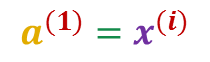 a⁽¹⁾ = x⁽ⁱ⁾